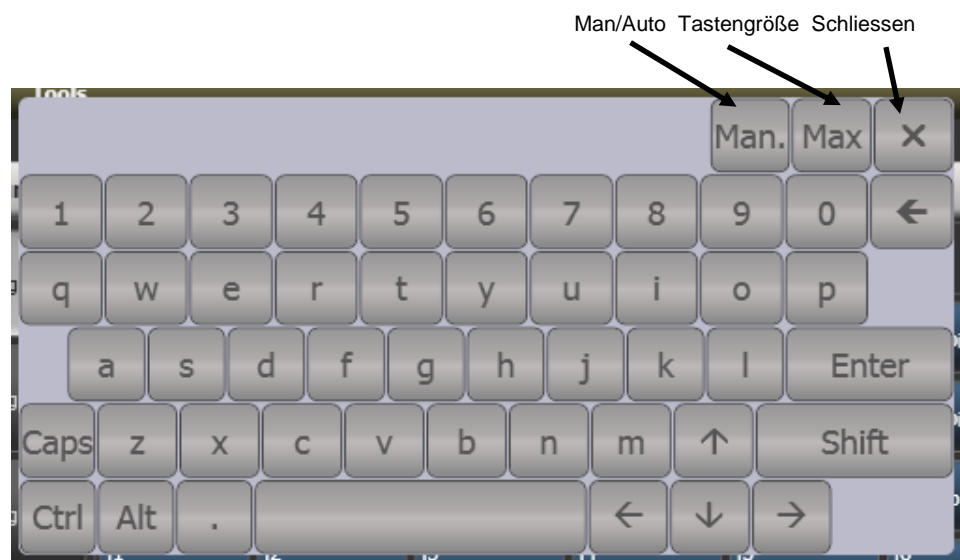 Man/Auto Tastengröße Schliessen
Tools
Man. Max ×
1 2 3 4 5 6 7 8 9 0 ←
q w e r t y u i o p
a s d f g h j k l Enter
Caps z x c v b n m ↑ Shift
Ctrl Alt . ← ↓ →